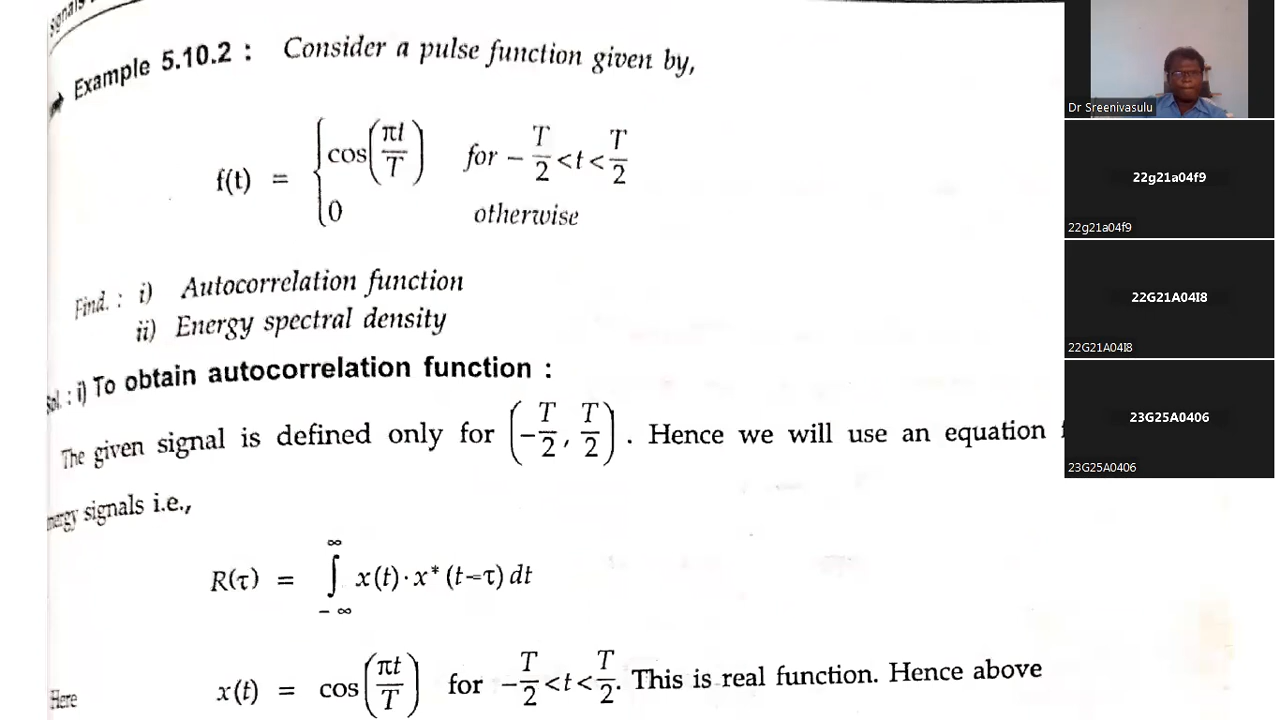 signals
Example 5.10.2 : Consider a pulse function given by,
f(t) = { cos(πt/T) for −T/2 < t < T/2
0 otherwise
Find. : i) Autocorrelation function
ii) Energy spectral density
Sol. : i) To obtain autocorrelation function :
The given signal is defined only for (−T/2, T/2). Hence we will use an equation
energy signals i.e.,
R(τ) = ∫_{−∞}^{∞} x(t)·x*(t−τ) dt
Here x(t) = cos(πt/T) for −T/2 < t < T/2. This is real function. Hence above
Dr Sreenivasulu
22g21a04f9
22g21a04f9
22G21A04I8
22G21A04I8
23G25A0406
23G25A0406